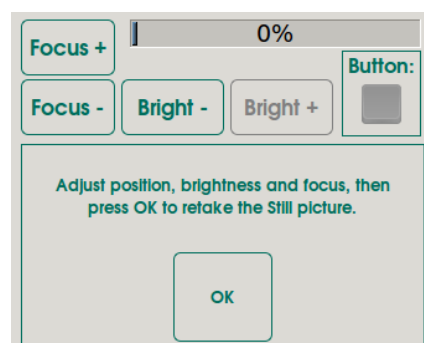 Focus +
0%
Button:
Focus -
Bright -
Bright +
Adjust position, brightness and focus, then
press OK to retake the Still picture.
OK